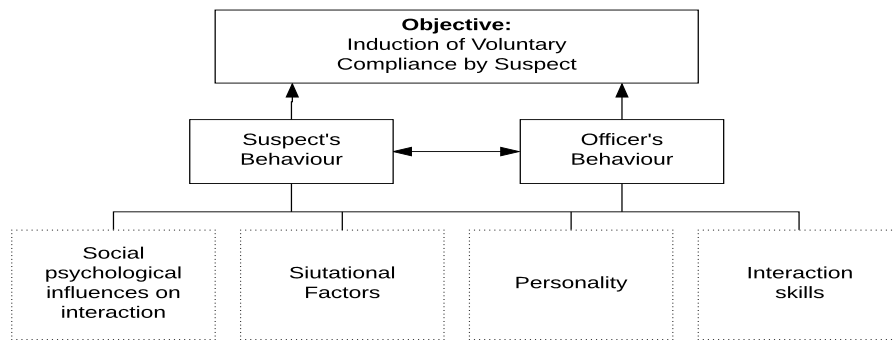 Objective:
Induction of Voluntary
Compliance by Suspect
Suspect's
Behaviour
Officer's
Behaviour
Social
psychological
influences on
interaction
Siutational
Factors
Personality
Interaction
skills